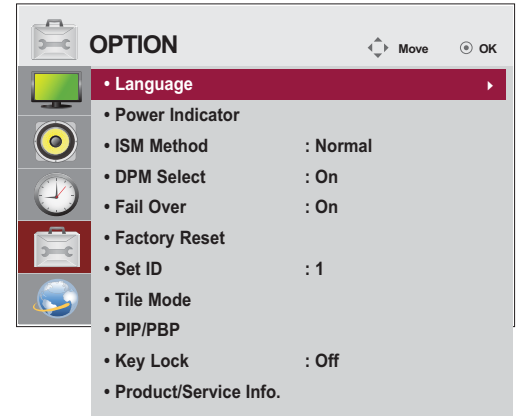 OPTION Move OK
• Language
• Power Indicator
• ISM Method : Normal
• DPM Select : On
• Fail Over : On
• Factory Reset
• Set ID : 1
• Tile Mode
• PIP/PBP
• Key Lock : Off
• Product/Service Info.